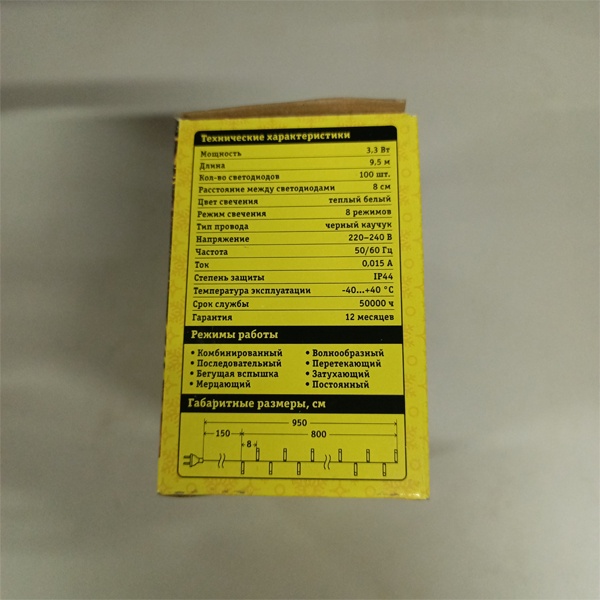 Технические характеристики
Мощность 3,3 Вт
Длина 9,5 м
Кол-во светодиодов 100 шт.
Расстояние между светодиодами 8 см
Цвет свечения теплый белый
Режим свечения 8 режимов
Тип провода черный каучук
Напряжение 220–240 В
Частота 50/60 Гц
Ток 0,015 А
Степень защиты IP44
Температура эксплуатации -40...+40 °С
Срок службы 50000 ч
Гарантия 12 месяцев
Режимы работы
• Комбинированный • Волнообразный
• Последовательный • Перетекающий
• Бегущая вспышка • Затухающий
• Мерцающий • Постоянный
Габаритные размеры, см
950
150 800
8